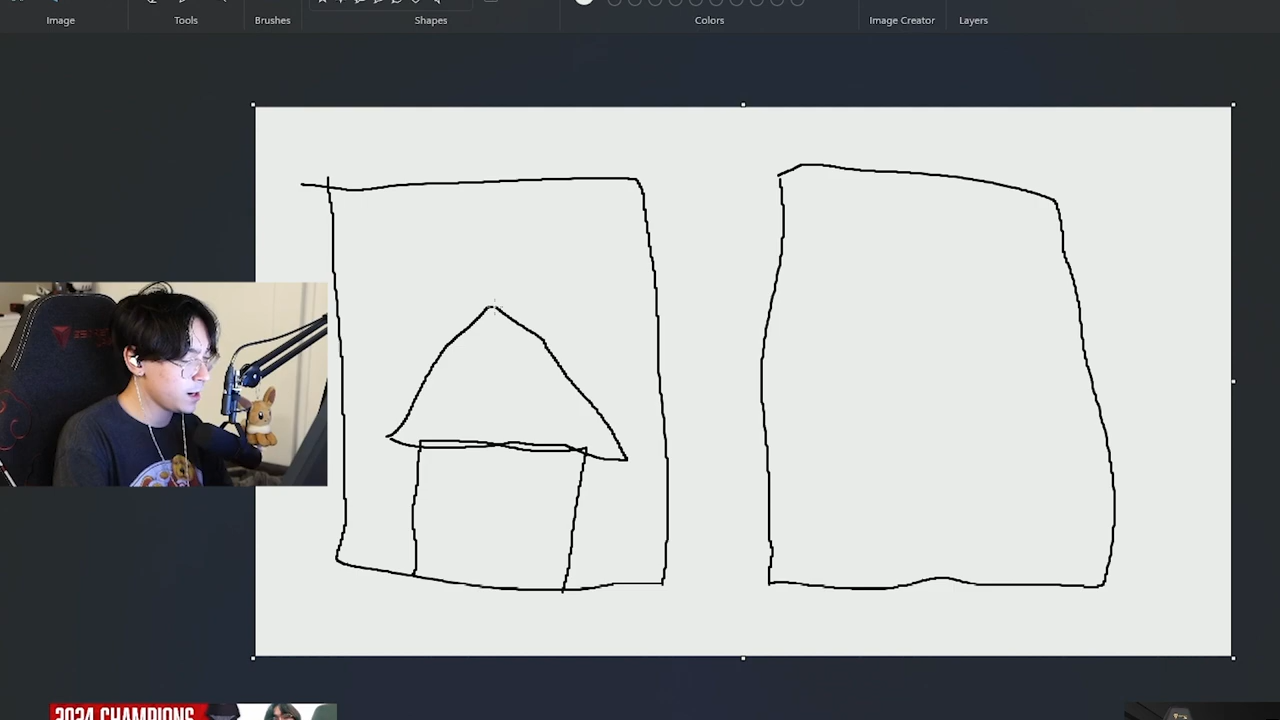 Image
Tools
Brushes
Shapes
Colors
Image Creator
Layers
2024 CHAMPIONS